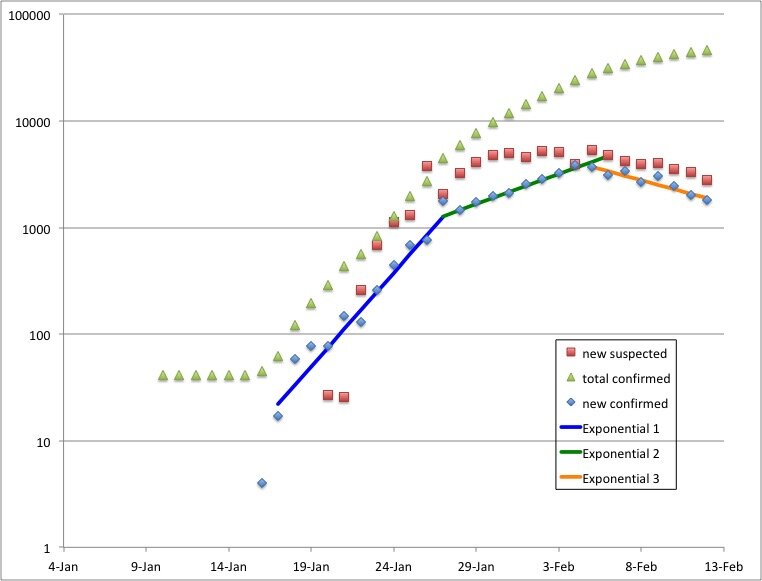 100000
10000
1000
100
10
1
4-Jan 9-Jan 14-Jan 19-Jan 24-Jan 29-Jan 3-Feb 8-Feb 13-Feb
new suspected
total confirmed
new confirmed
Exponential 1
Exponential 2
Exponential 3